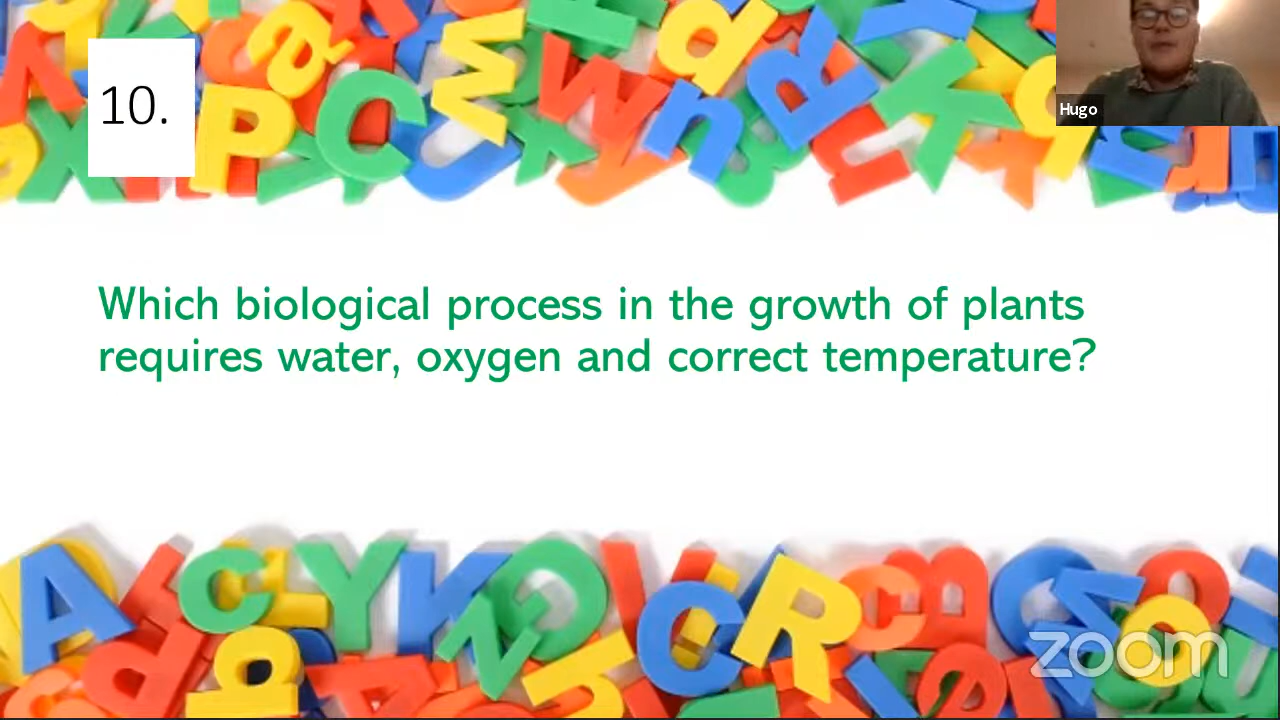 10.
Hugo
Which biological process in the growth of plants
requires water, oxygen and correct temperature?
zoom